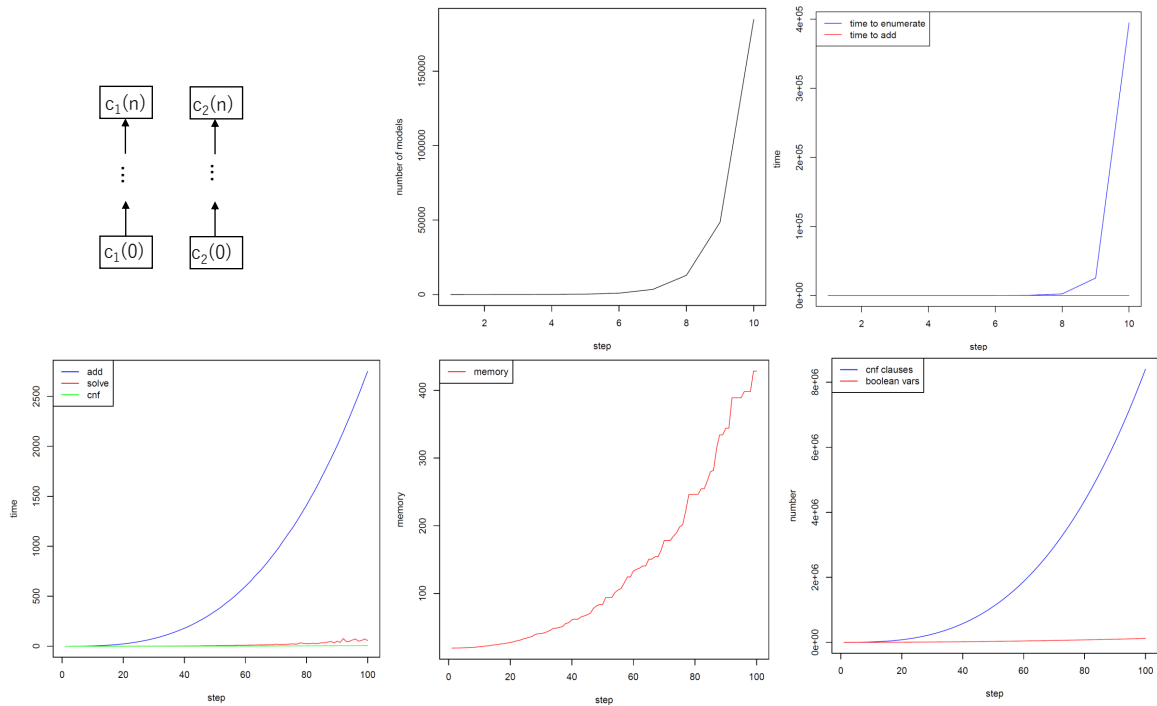 c₁(n) c₂(n)
⋮ ⋮
c₁(0) c₂(0)
number of models
0 50000 100000 150000
2 4 6 8 10
step
time to enumerate
time to add
time
0e+00 1e+05 2e+05 3e+05 4e+05
2 4 6 8 10
step
add
solve
cnf
time
0 500 1000 1500 2000 2500
0 20 40 60 80 100
step
memory
memory
100 200 300 400
0 20 40 60 80 100
step
cnf clauses
boolean vars
number
0e+00 2e+06 4e+06 6e+06 8e+06
0 20 40 60 80 100
step